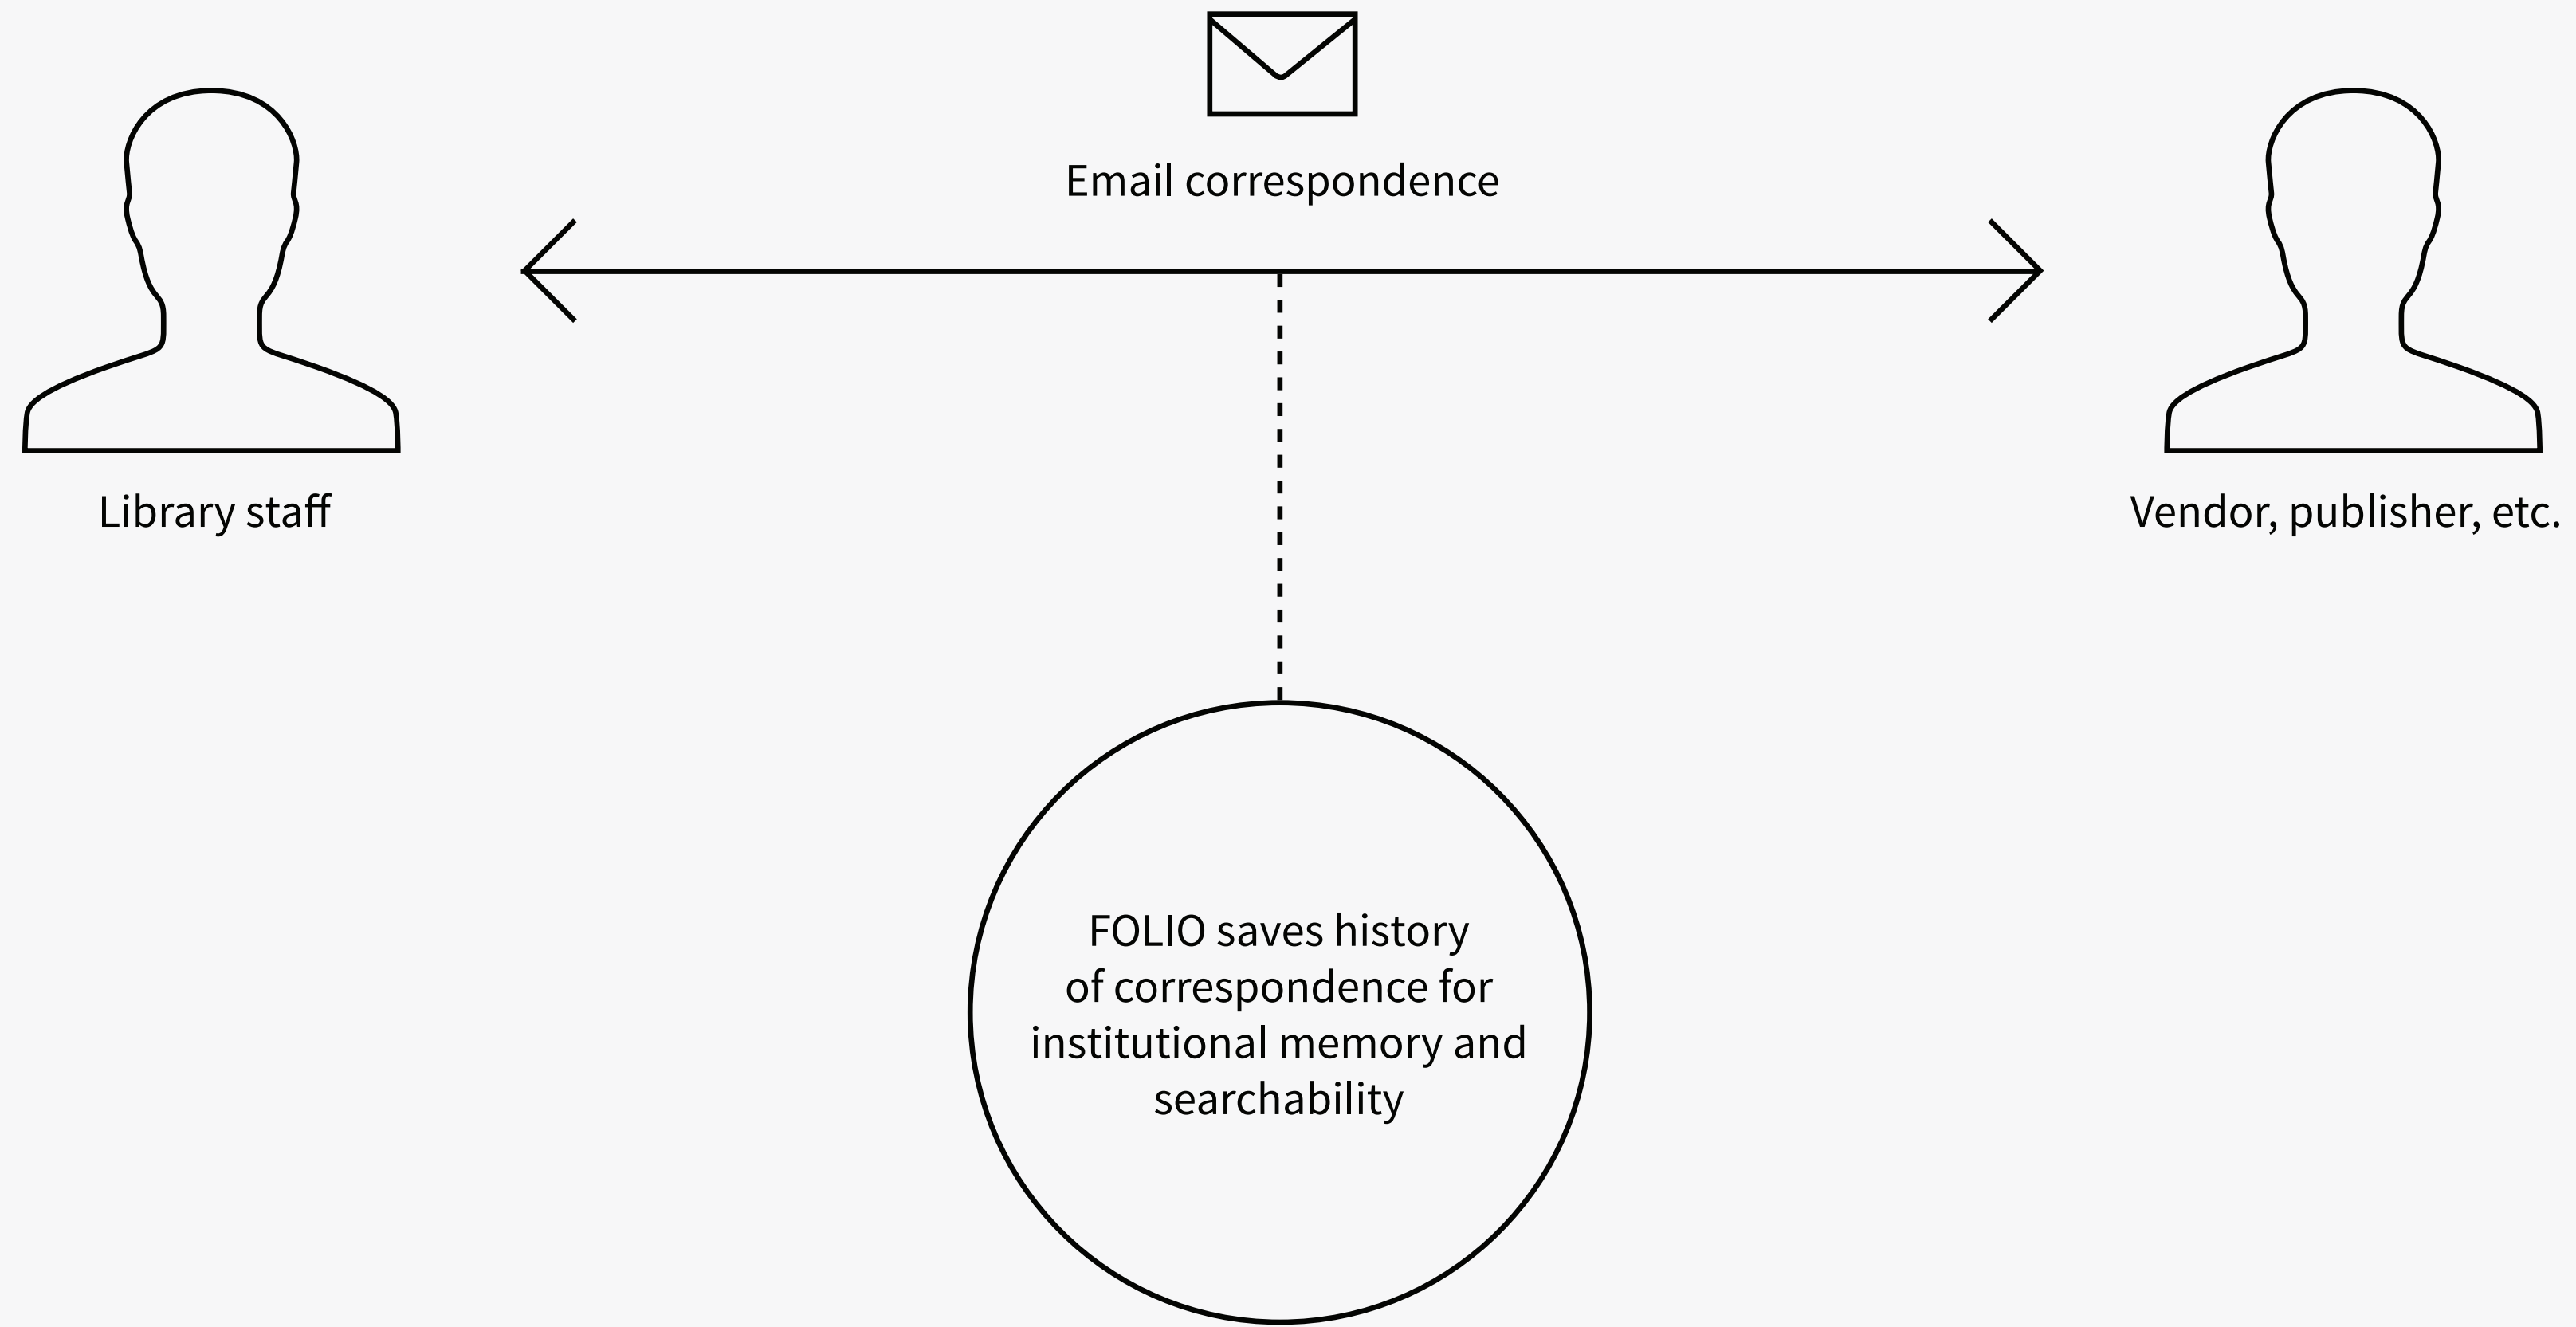 Email correspondence
Library staff
Vendor, publisher, etc.
FOLIO saves history
of correspondence for
institutional memory and
searchability